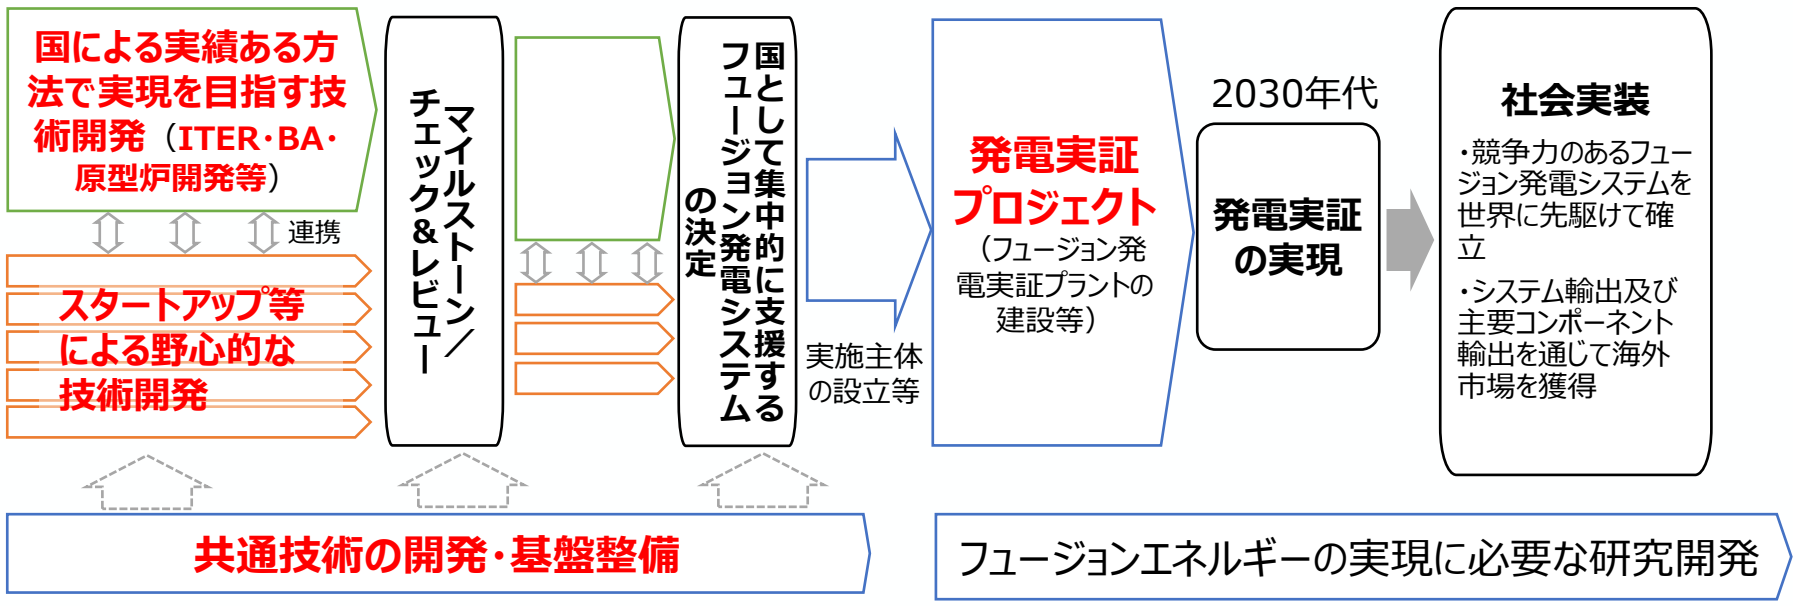 国による実績ある方
法で実現を目指す技
術開発（ITER・BA・
原型炉開発等）
連携
スタートアップ等
による野心的な
技術開発
マイルストーン／
チェック&レビュー
国として集中的に支援する
フュージョン発電システム
の決定
実施主体
の設立等
発電実証
プロジェクト
（フュージョン発
電実証プラントの
建設等）
2030年代
発電実証
の実現
社会実装
・競争力のあるフュー
ジョン発電システムを
世界に先駆けて確
立
・システム輸出及び
主要コンポーネント
輸出を通じて海外
市場を獲得
共通技術の開発・基盤整備
フュージョンエネルギーの実現に必要な研究開発